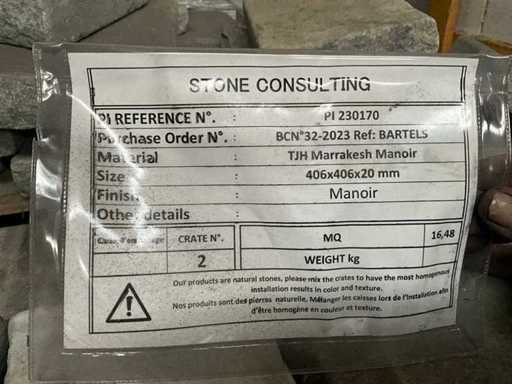 STONE CONSULTING
PI REFERENCE N°. : PI 230170
Purchase Order N°. : BCN°32-2023 Ref: BARTELS
Material : TJH Marrakesh Manoir
Size : 406x406x20 mm
Finish : Manoir
Other details :
CRATE N°. MQ 16,48
2 WEIGHT kg
Our products are natural stones, please mix the crates to have the most homogenous
installation results in color and texture.
Nos produits sont des pierres naturelle, Mélanger les caisses lors de l'installation afin
d'être homogène en couleur et texture.